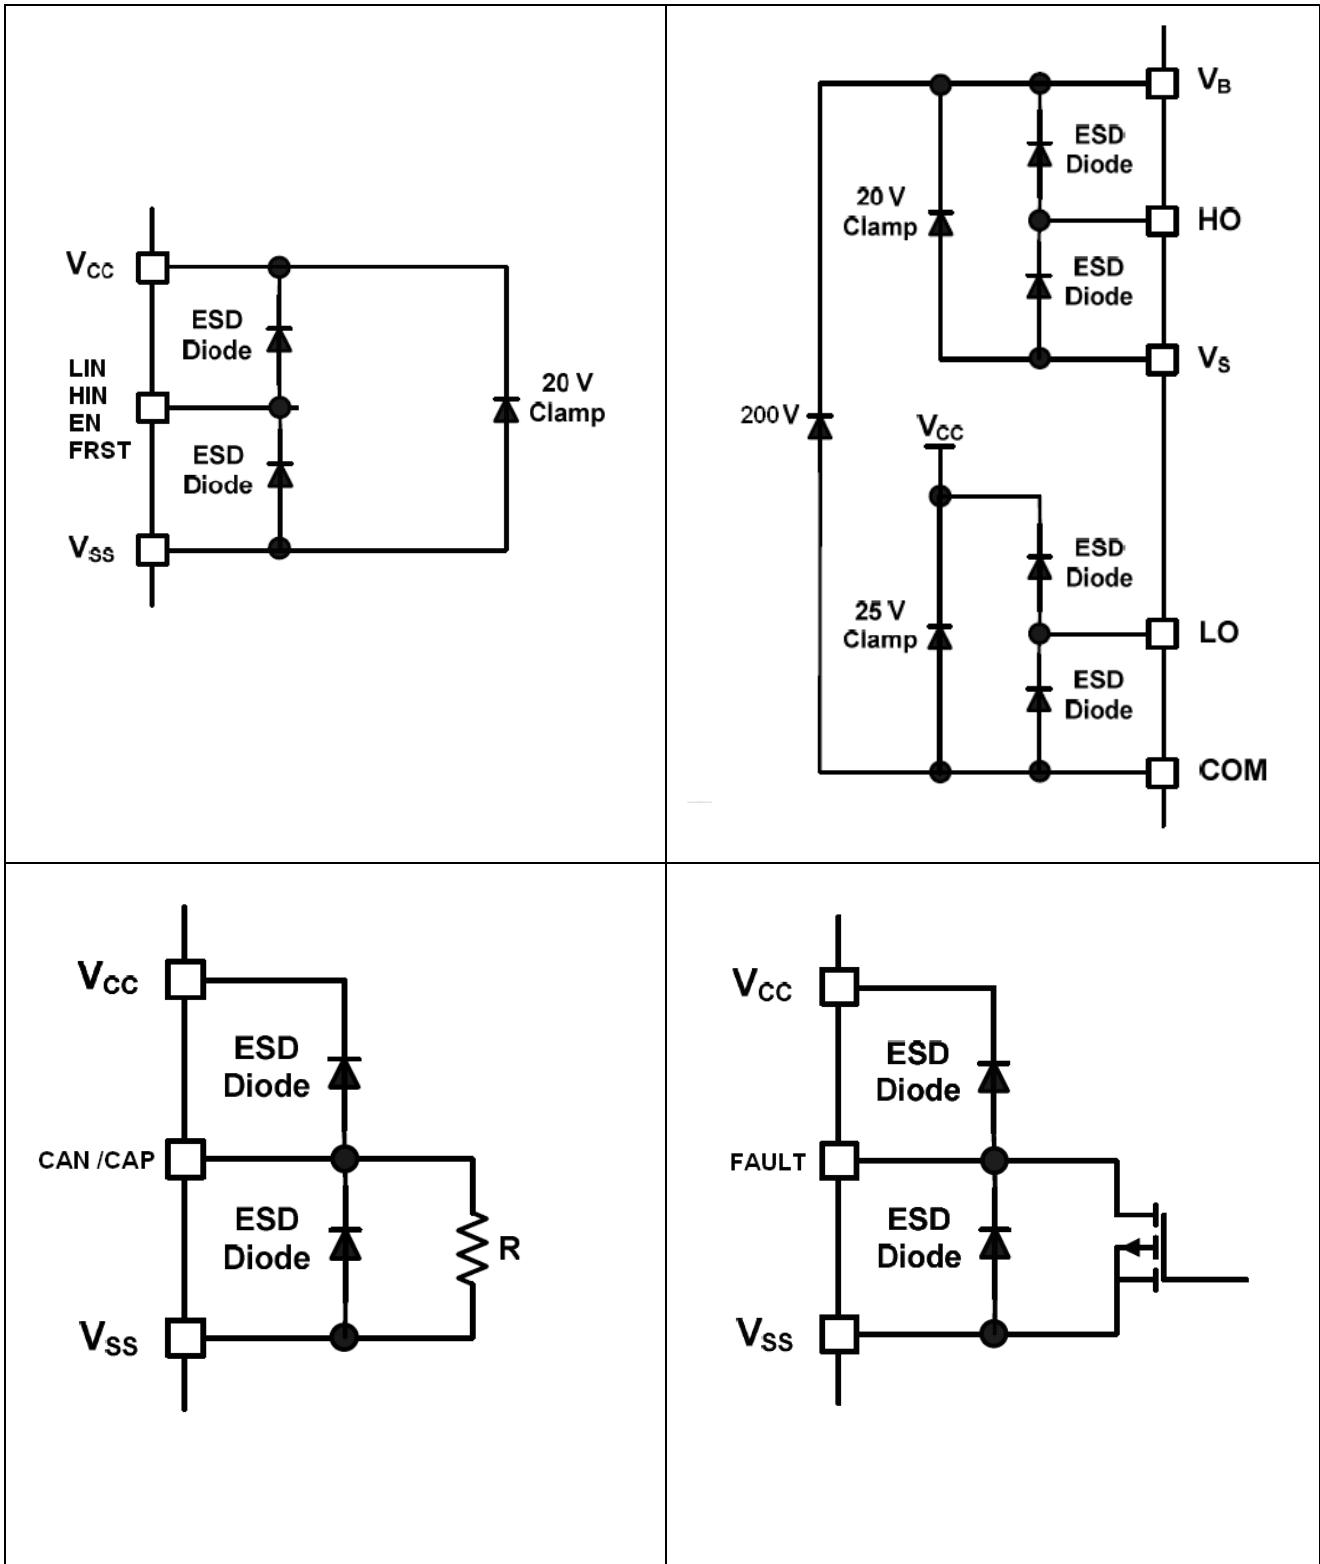 VCC
ESD
Diode
LIN
HIN
EN
FRST
20 V
Clamp
ESD
Diode
VSS
VB
ESD
Diode
20 V
Clamp
HO
ESD
Diode
VS
200 V
VCC
ESD
Diode
25 V
Clamp
LO
ESD
Diode
COM
VCC
ESD
Diode
CAN /CAP
ESD
Diode
R
VSS
VCC
ESD
Diode
FAULT
ESD
Diode
VSS